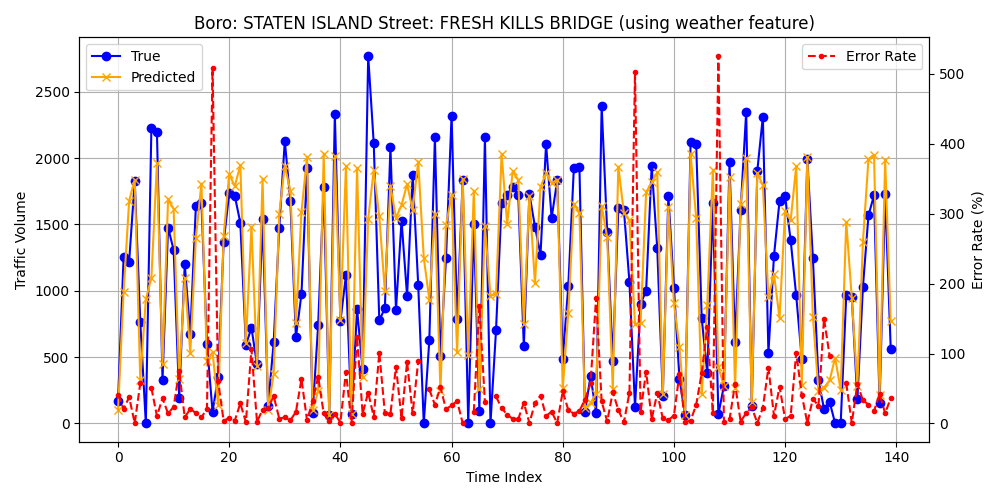 Boro: STATEN ISLAND Street: FRESH KILLS BRIDGE (using weather feature)
True
Predicted
Error Rate
Traffic Volume
2500
2000
1500
1000
500
0
500
400
300
200
100
0
Error Rate (%)
0 20 40 60 80 100 120 140
Time Index